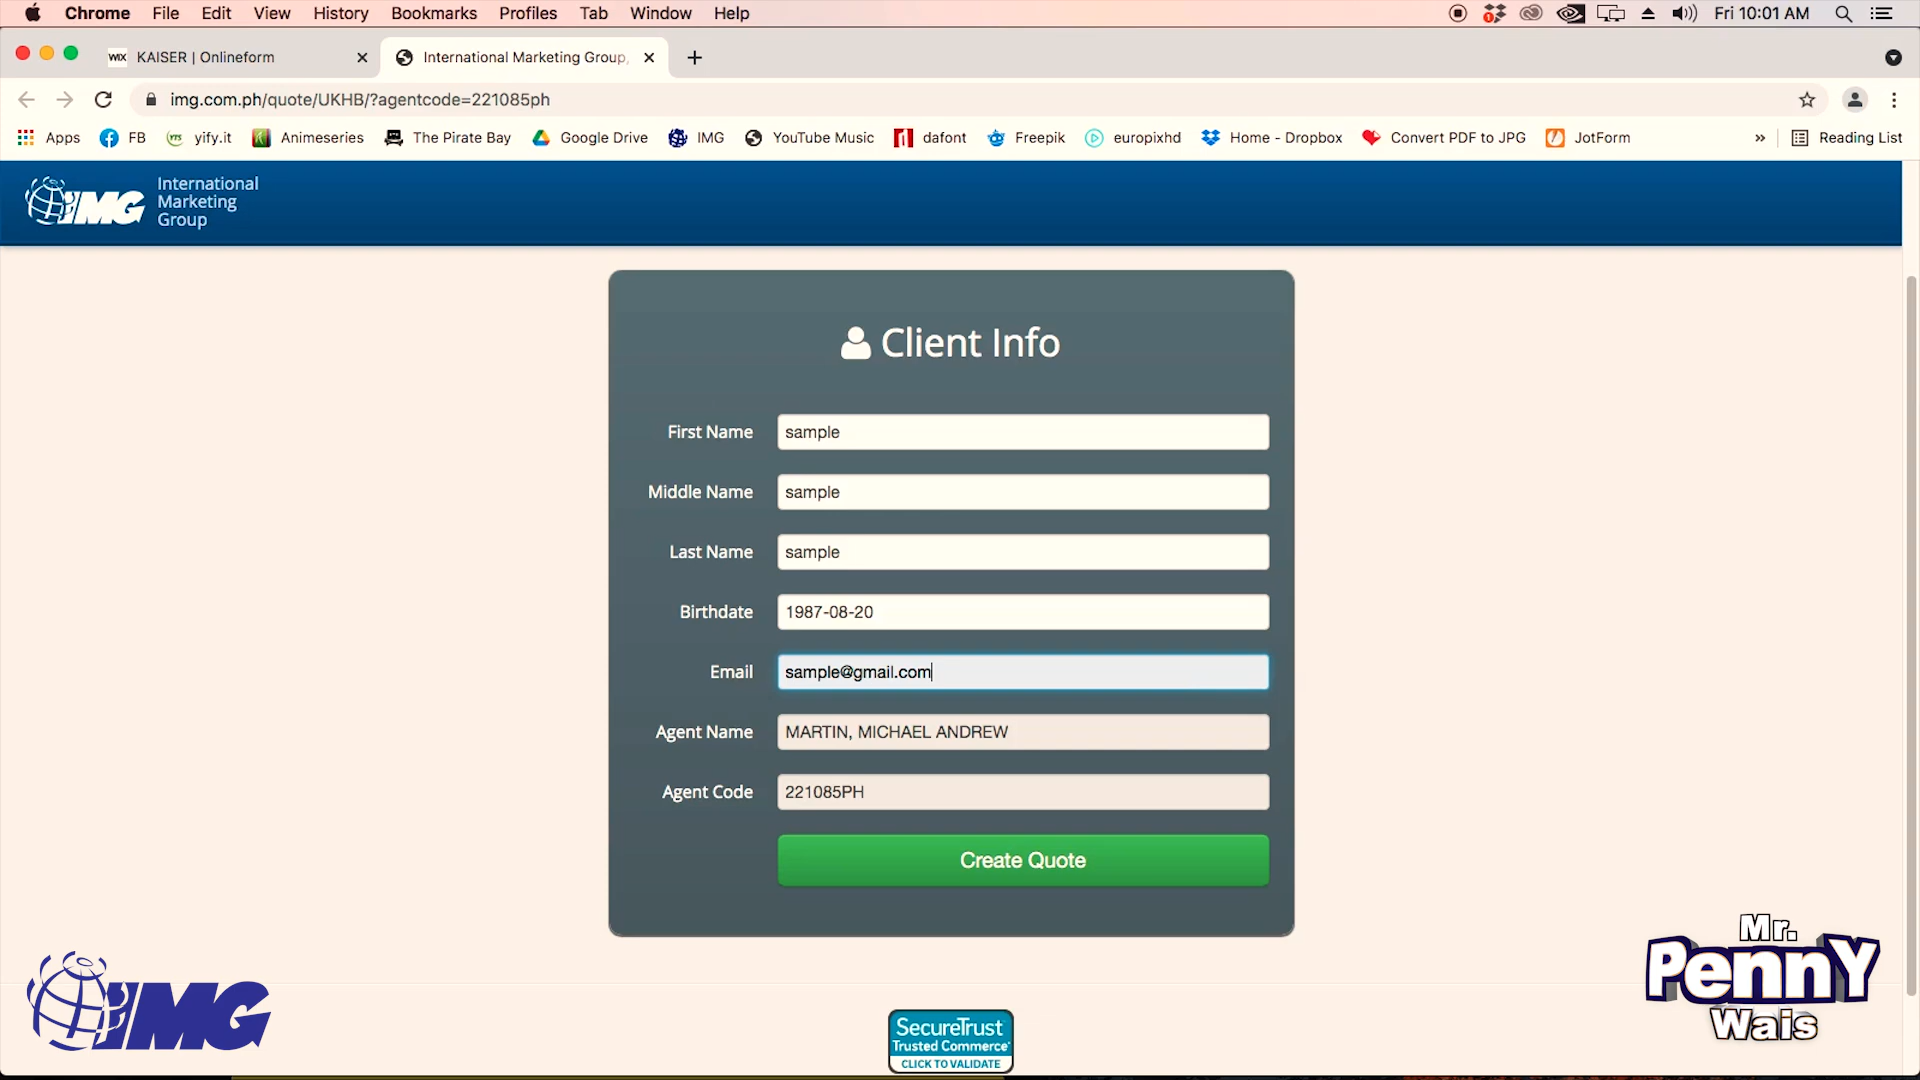 Chrome File Edit View History Bookmarks Profiles Tab Window Help Fri 10:01 AM
WIX KAISER | Onlineform International Marketing Group,
img.com.ph/quote/UKHB/?agentcode=221085ph
Apps FB YTS yify.it Animeseries The Pirate Bay Google Drive IMG YouTube Music dafont Freepik europixhd Home - Dropbox Convert PDF to JPG JotForm » Reading List
IMG
International
Marketing
Group
Client Info
First Name sample
Middle Name sample
Last Name sample
Birthdate 1987-08-20
Email sample@gmail.com
Agent Name MARTIN, MICHAEL ANDREW
Agent Code 221085PH
Create Quote
IMG
SecureTrust
Trusted Commerce
CLICK TO VALIDATE
Mr.
PennY
Wais